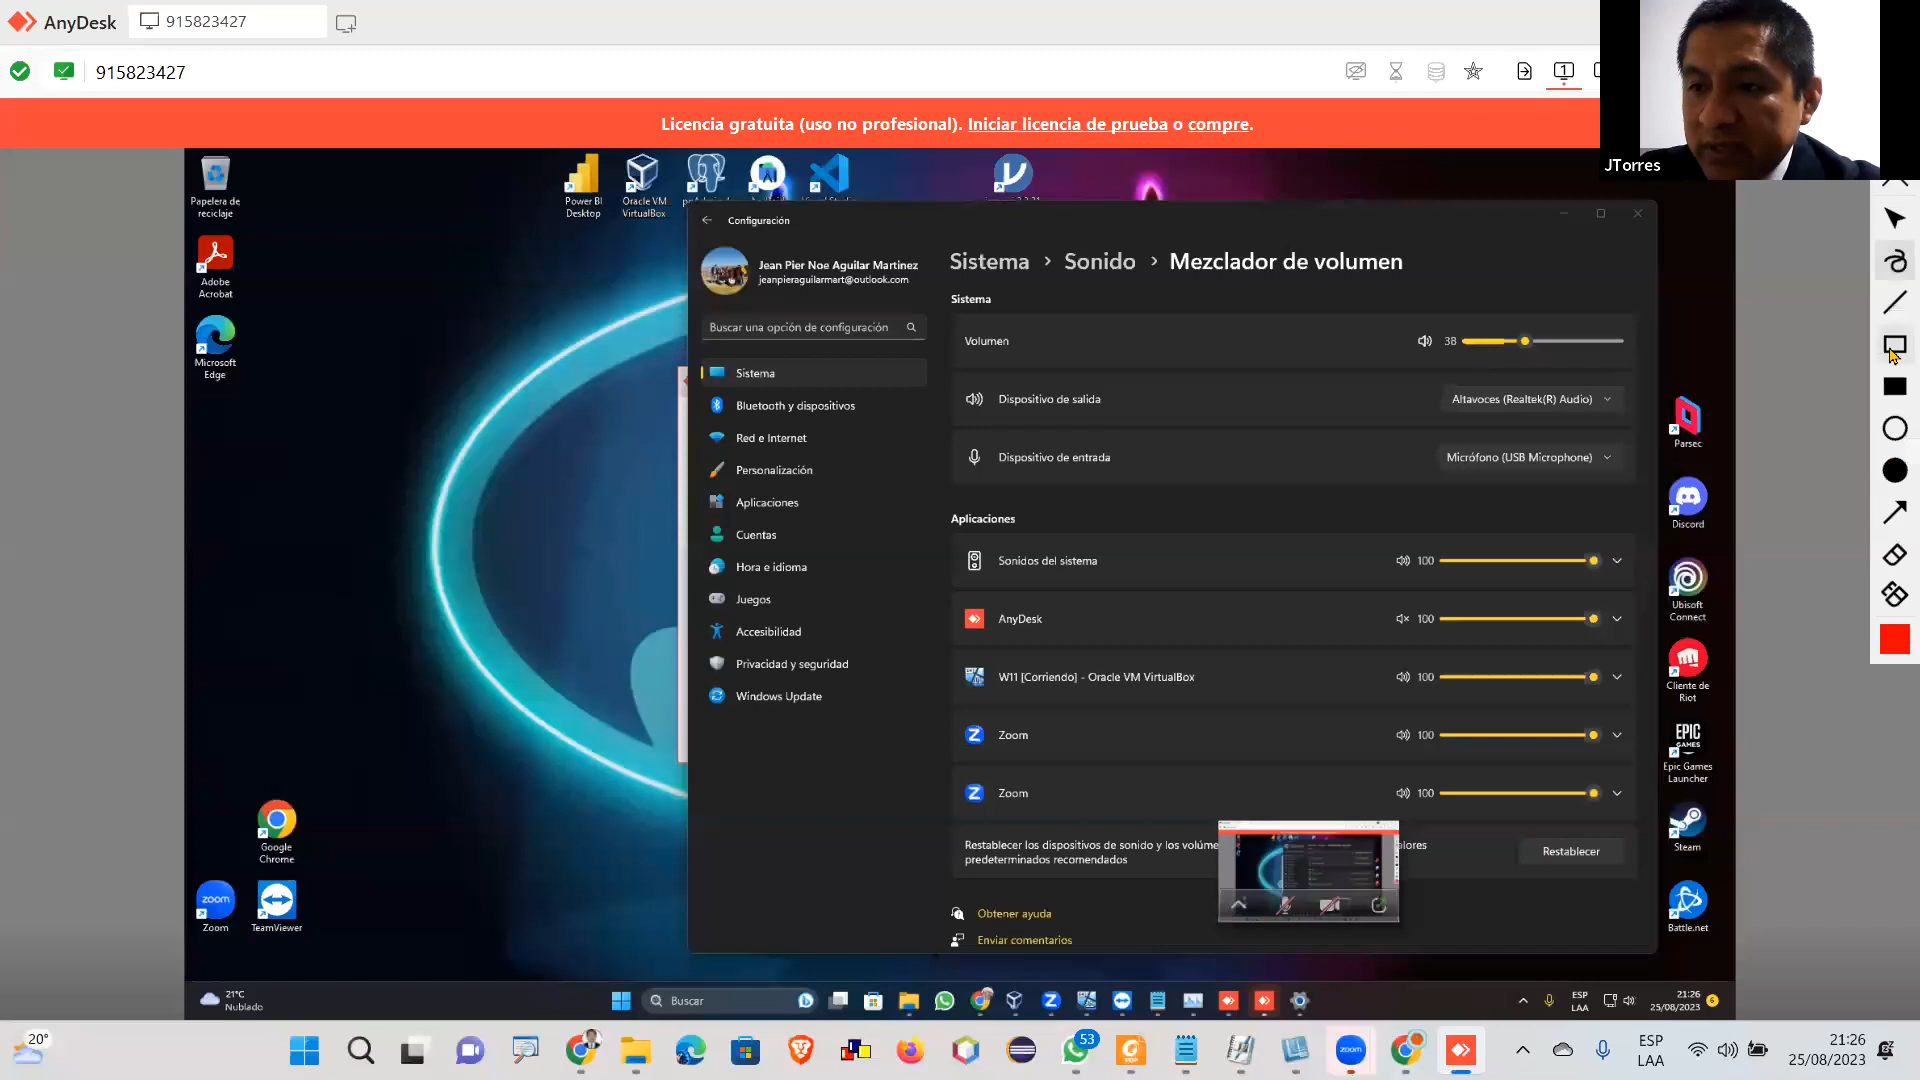 AnyDesk
915823427
915823427
Licencia gratuita (uso no profesional). Iniciar licencia de prueba o compre.
JTorres
Papelera de
reciclaje
Adobe
Acrobat
Microsoft
Edge
Power BI
Desktop
Oracle VM
VirtualBox
Configuración
Jean Pier Noe Aguilar Martinez
jeanpieraguilarmart@outlook.com
Buscar una opción de configuración
Sistema
Bluetooth y dispositivos
Red e Internet
Personalización
Aplicaciones
Cuentas
Hora e idioma
Juegos
Accesibilidad
Privacidad y seguridad
Windows Update
Sistema > Sonido > Mezclador de volumen
Sistema
Volumen 38
Dispositivo de salida Altavoces (Realtek(R) Audio)
Dispositivo de entrada Micrófono (USB Microphone)
Aplicaciones
Sonidos del sistema 100
AnyDesk 100
W11 [Corriendo] - Oracle VM VirtualBox 100
Zoom 100
Zoom 100
Restablecer los dispositivos de sonido y los volúme alores
predeterminados recomendados
Restablecer
Obtener ayuda
Enviar comentarios
Parsec
Discord
Ubisoft
Connect
Cliente de
Riot
EPIC
GAMES
Epic Games
Launcher
Steam
Battle.net
Google
Chrome
zoom
Zoom
TeamViewer
21°C
Nublado
Buscar
ESP
LAA
21:26
25/08/2023
6
20°
53
zoom
ESP
LAA
21:26
25/08/2023